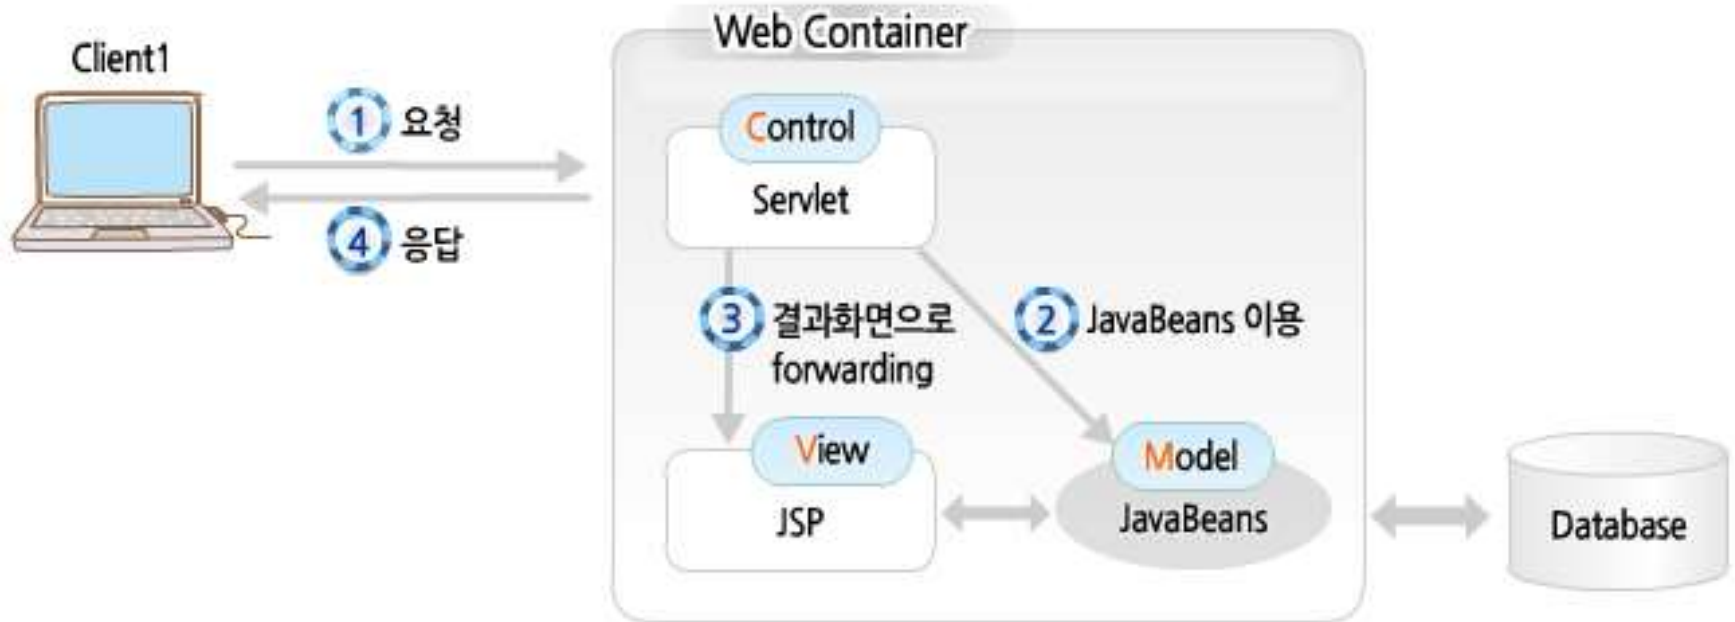 Client1
Web Container
1 요청
4 응답
Control
Servlet
3 결과화면으로
forwarding
2 JavaBeans 이용
View
JSP
Model
JavaBeans
Database